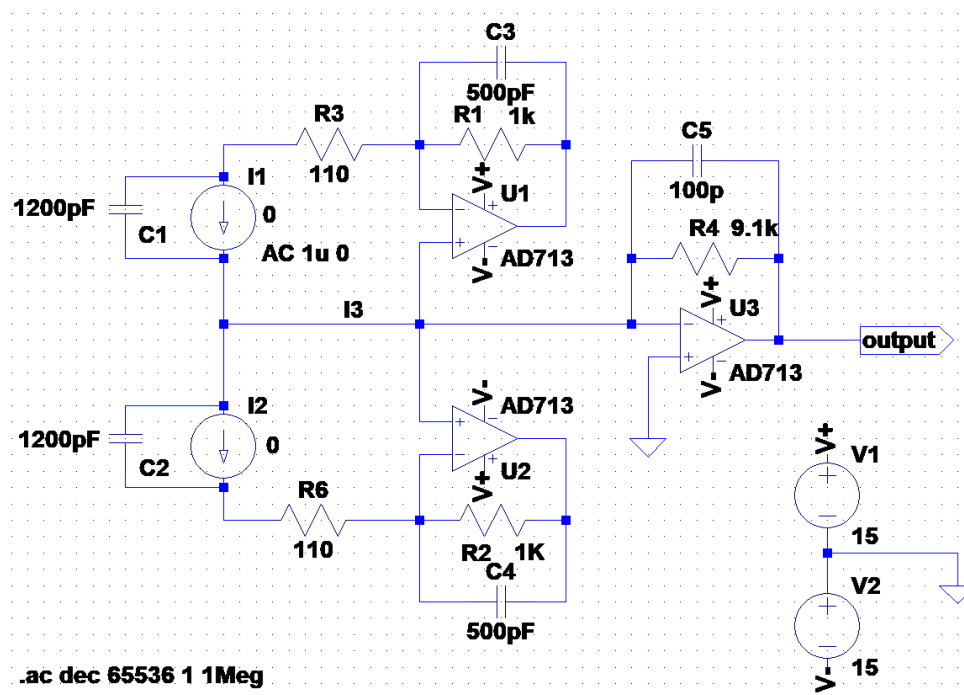 C3
500pF
R3
R1 1k
110
C5
100p
V+
U1
I1
1200pF
0
C1
AC 1u 0
V-
AD713
R4 9.1k
V+
U3
I3
output
V-
AD713
V-
AD713
I2
1200pF
0
C2
V+
U2
R6
110
R2 1K
C4
500pF
V+
V1
15
V2
15
V-
.ac dec 65536 1 1Meg